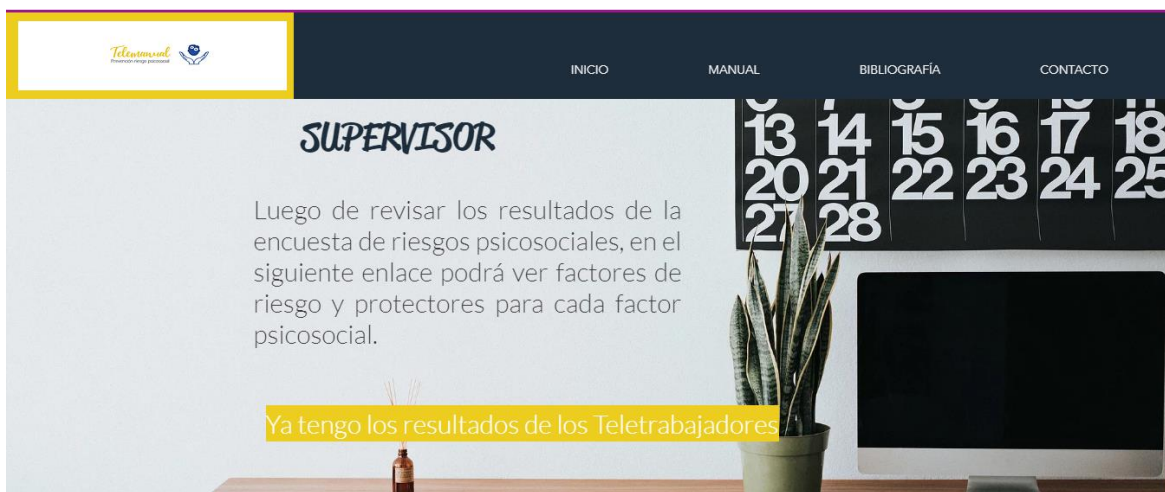 Telemanual
Prevención riesgo psicosocial
INICIO MANUAL BIBLIOGRAFÍA CONTACTO
SUPERVISOR
Luego de revisar los resultados de la
encuesta de riesgos psicosociales, en el
siguiente enlace podrá ver factores de
riesgo y protectores para cada factor
psicosocial.
Ya tengo los resultados de los Teletrabajadores
13 14 15 16 17 18
20 21 22 23 24 25
27 28